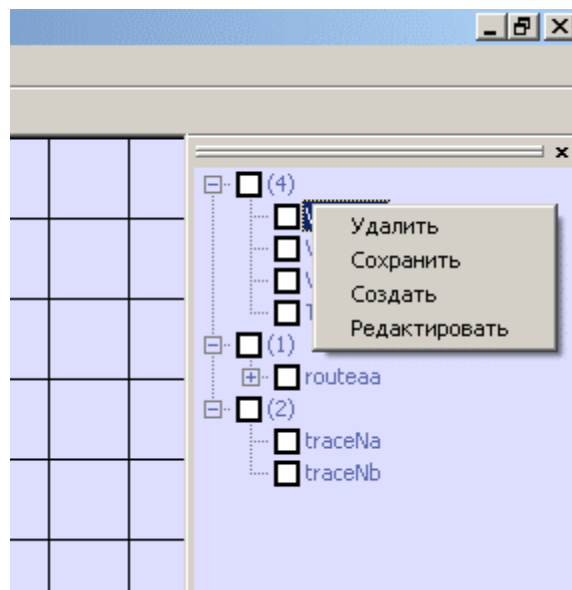 (4)
Удалить
Сохранить
Создать
Редактировать
(1)
routeaa
(2)
traceNa
traceNb